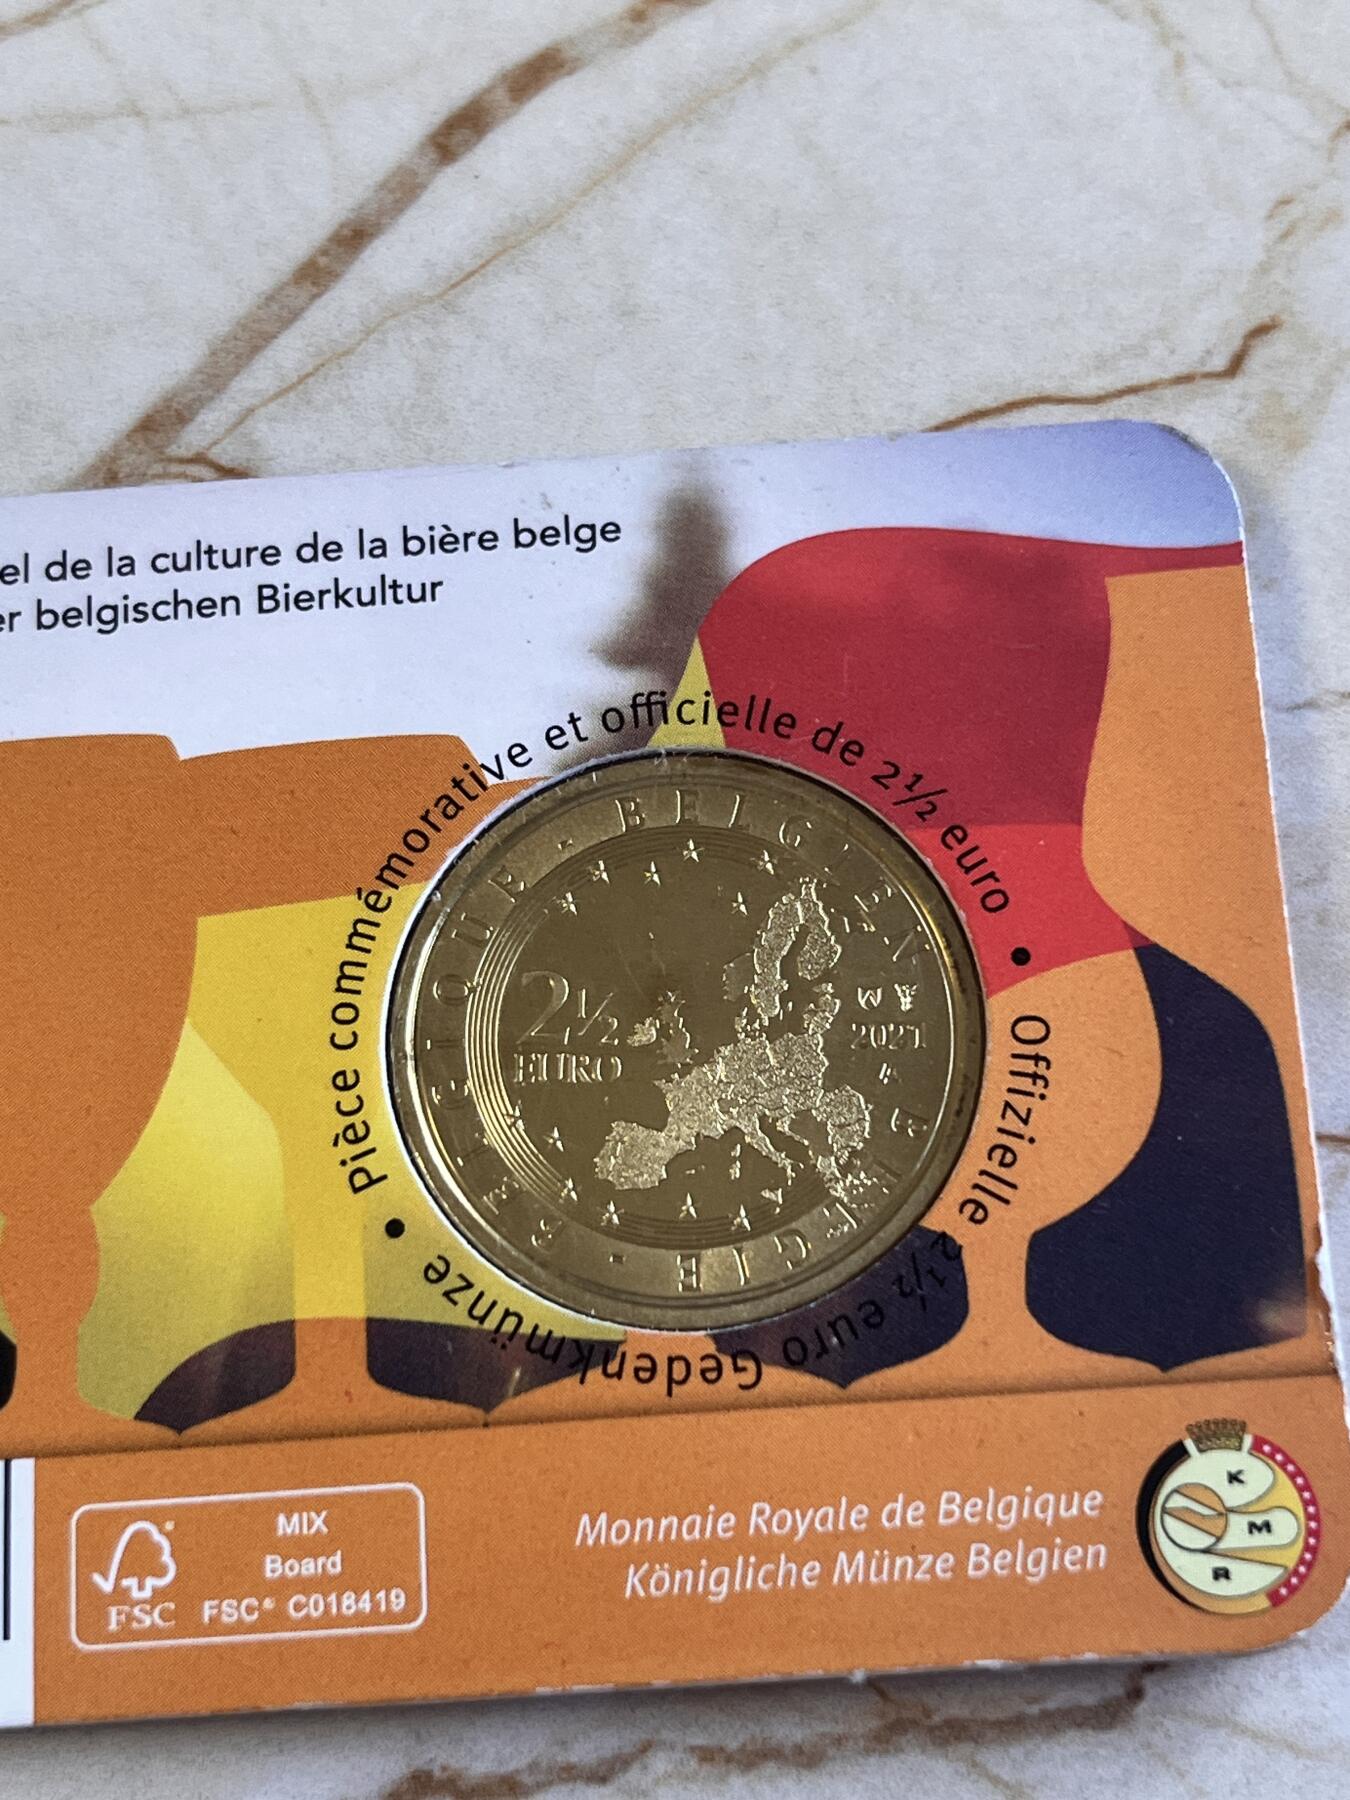 el de la culture de la bière belge
er belgischen Bierkultur
Pièce commémorative et officielle de 2½ euro • Offizielle 2½ euro Gedenkmünze •
BELGIQUE - BELGIEN BELGIE -
2½
EURO
2021
MIX
Board
FSC® C018419
FSC
Monnaie Royale de Belgique
Königliche Münze Belgien
K
M
R